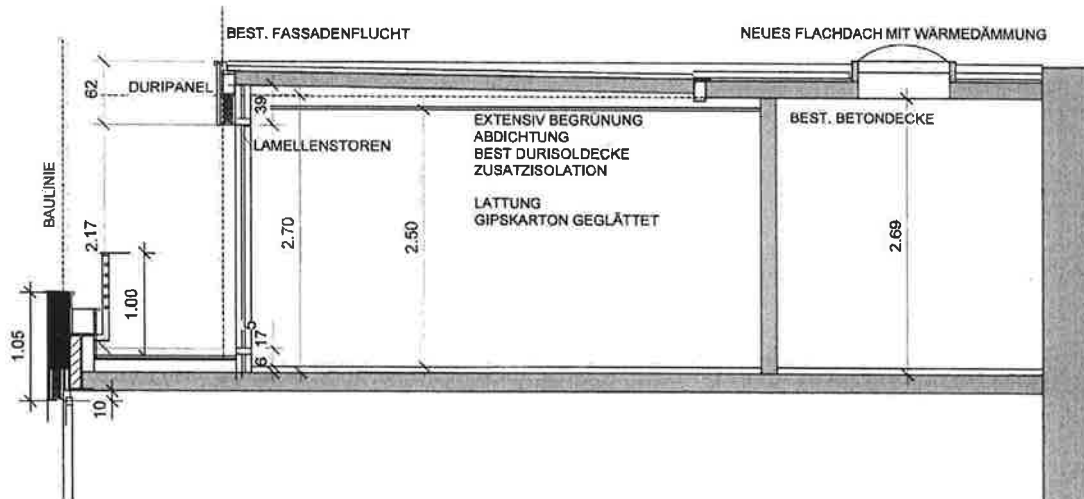 BEST. FASSADENFLUCHT
NEUES FLACHDACH MIT WÄRMEDÄMMUNG
62
DURIPANEL
39
EXTENSIV BEGRÜNUNG
ABDICHTUNG
BEST DURISOLDECKE
ZUSATZISOLATION
BEST. BETONDECKE
LAMELLENSTOREN
BAULINIE
LATTUNG
GIPSKARTON GEGLÄTTET
2.17
2.70
2.50
2.69
1.00
1.05
5
17
6
10